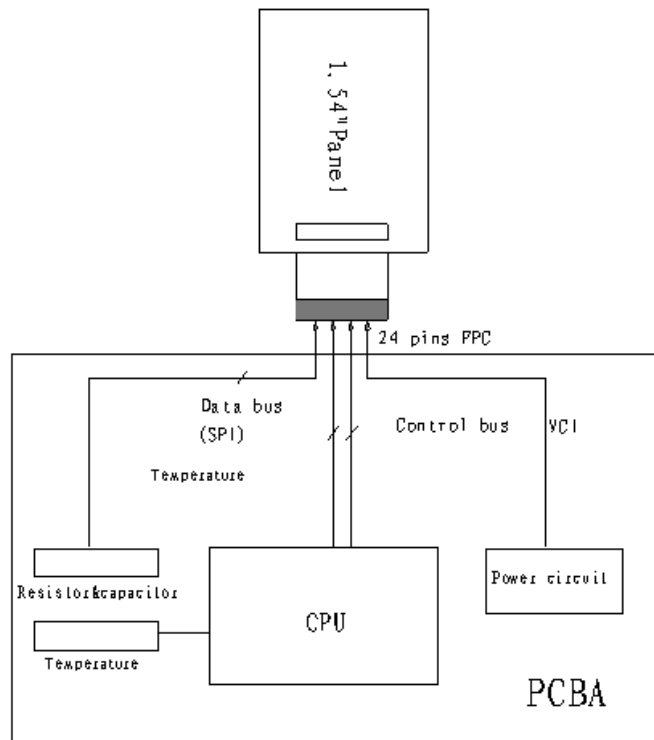 1.54"Panel
24 pins FPC
Data bus
(SPI)
Control bus
VCI
Temperature
Resistor&capacitor
Power circuit
CPU
Temperature
PCBA